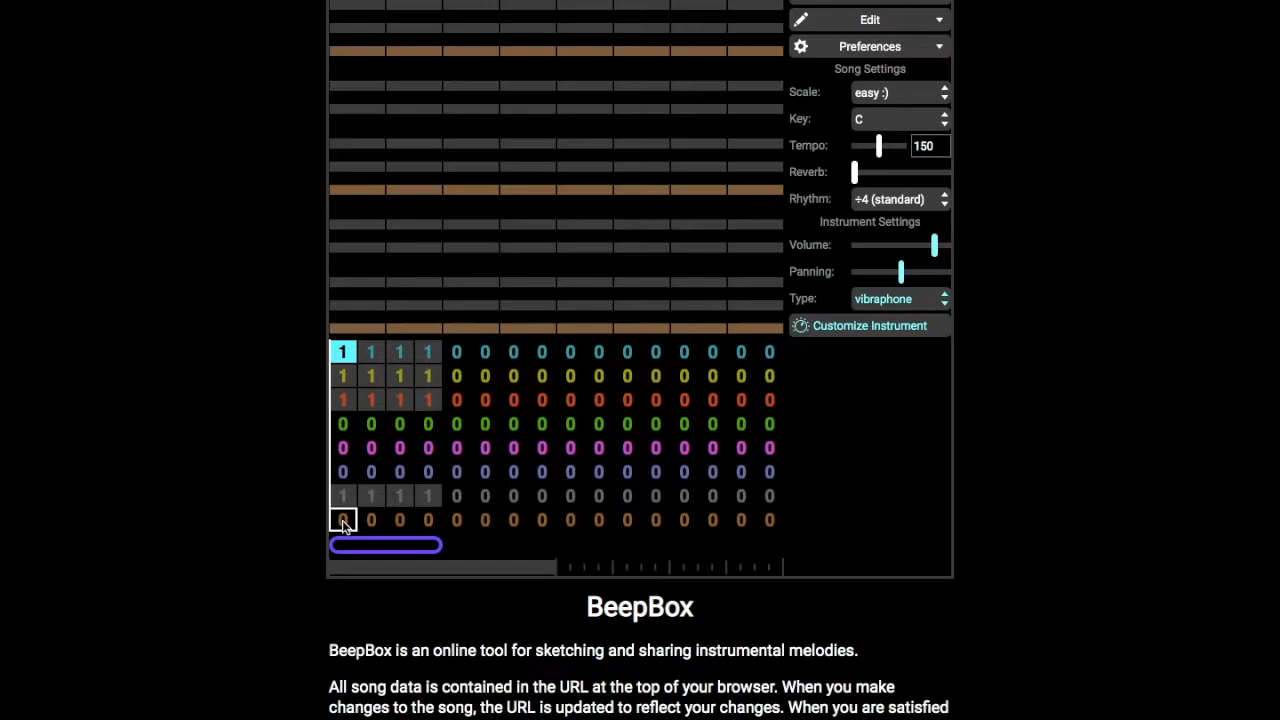 Edit
Preferences
Song Settings
Scale: easy :)
Key: C
Tempo: 150
Reverb:
Rhythm: ÷4 (standard)
Instrument Settings
Volume:
Panning:
Type: vibraphone
Customize Instrument
1 1 1 1 0 0 0 0 0 0 0 0 0 0 0 0
1 1 1 1 0 0 0 0 0 0 0 0 0 0 0 0
1 1 1 1 0 0 0 0 0 0 0 0 0 0 0 0
0 0 0 0 0 0 0 0 0 0 0 0 0 0 0 0
0 0 0 0 0 0 0 0 0 0 0 0 0 0 0 0
0 0 0 0 0 0 0 0 0 0 0 0 0 0 0 0
1 1 1 1 0 0 0 0 0 0 0 0 0 0 0 0
0 0 0 0 0 0 0 0 0 0 0 0 0 0 0 0
BeepBox
BeepBox is an online tool for sketching and sharing instrumental melodies.
All song data is contained in the URL at the top of your browser. When you make
changes to the song, the URL is updated to reflect your changes. When you are satisfied